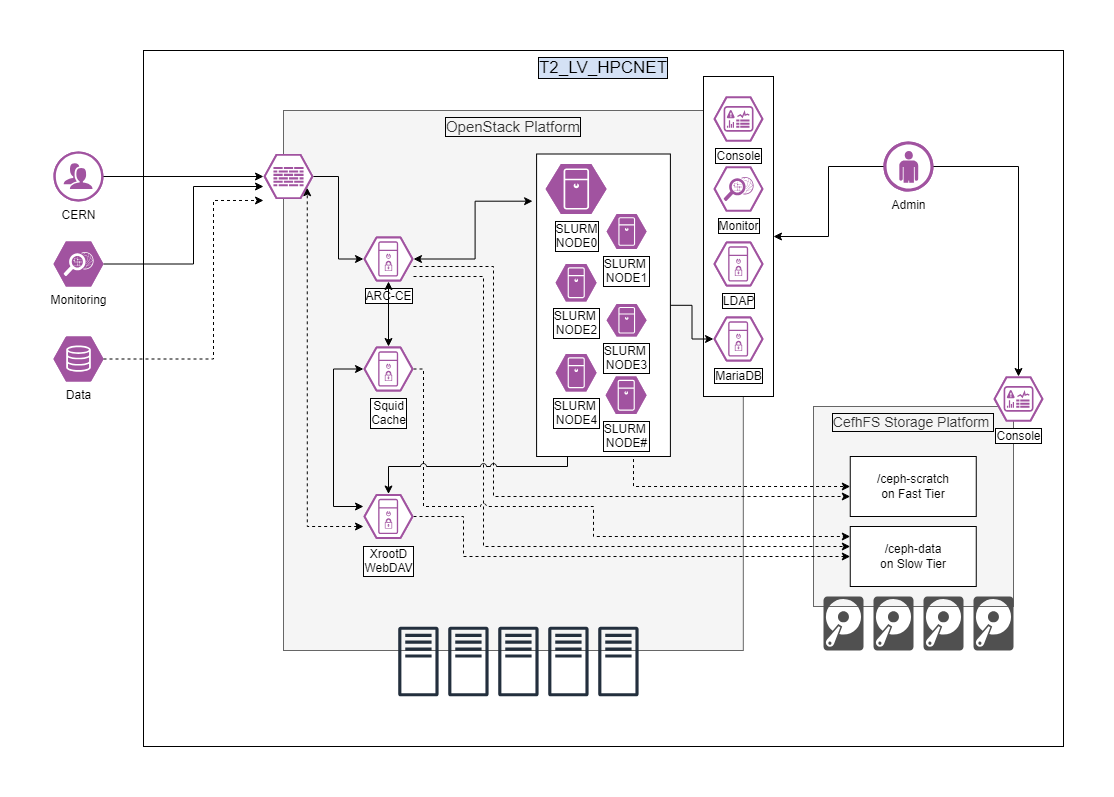 T2_LV_HPCNET
OpenStack Platform
CERN
Monitoring
Data
ARC-CE
Squid
Cache
XrootD
WebDAV
SLURM
NODE0
SLURM
NODE1
SLURM
NODE2
SLURM
NODE3
SLURM
NODE4
SLURM
NODE#
Console
Monitor
LDAP
MariaDB
Admin
CefhFS Storage Platform
Console
/ceph-scratch
on Fast Tier
/ceph-data
on Slow Tier